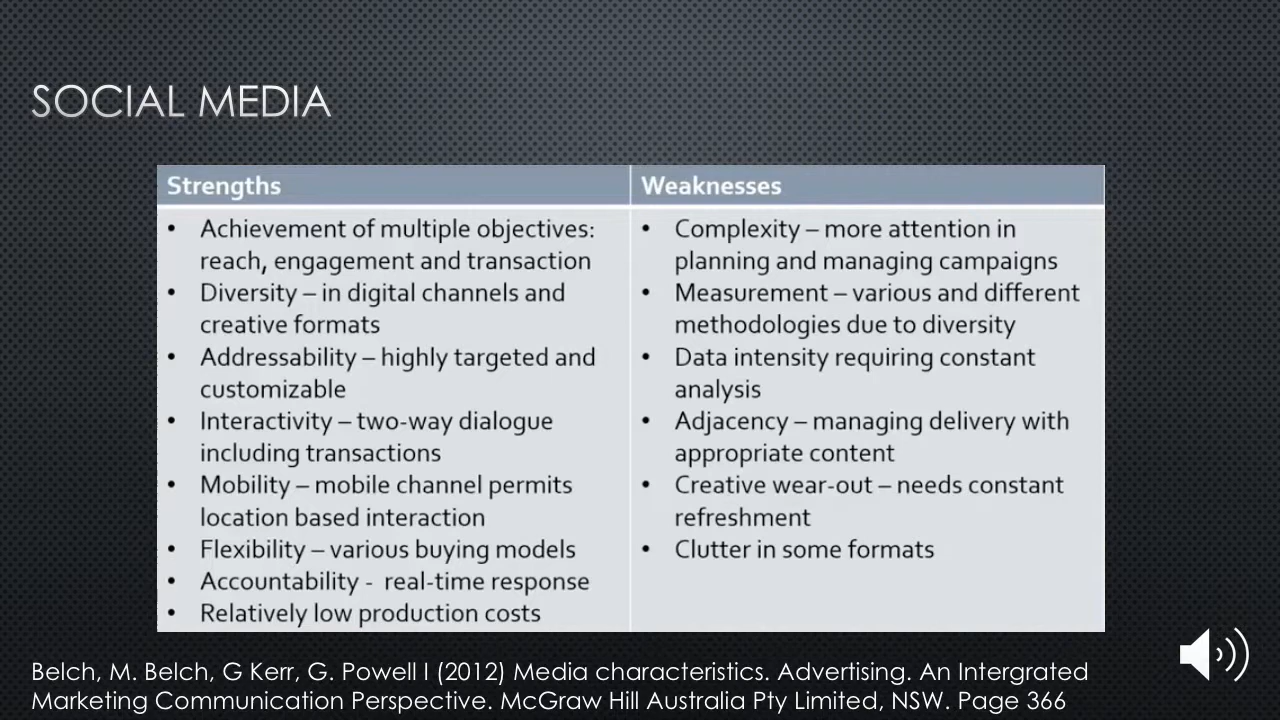 SOCIAL MEDIA
Strengths
• Achievement of multiple objectives:
reach, engagement and transaction
• Diversity – in digital channels and
creative formats
• Addressability – highly targeted and
customizable
• Interactivity – two-way dialogue
including transactions
• Mobility – mobile channel permits
location based interaction
• Flexibility – various buying models
• Accountability - real-time response
• Relatively low production costs
Weaknesses
• Complexity – more attention in
planning and managing campaigns
• Measurement – various and different
methodologies due to diversity
• Data intensity requiring constant
analysis
• Adjacency – managing delivery with
appropriate content
• Creative wear-out – needs constant
refreshment
• Clutter in some formats
Belch, M. Belch, G Kerr, G. Powell I (2012) Media characteristics. Advertising. An Intergrated
Marketing Communication Perspective. McGraw Hill Australia Pty Limited, NSW. Page 366